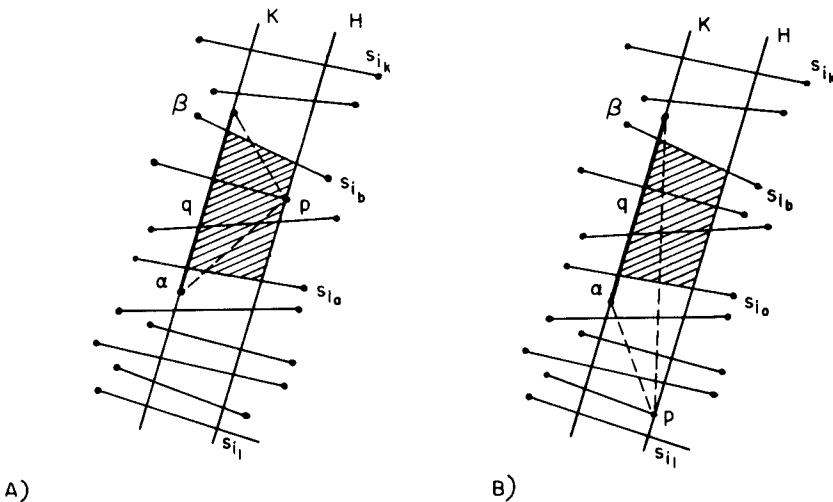 K H
s_{i_k}
β
s_{i_b}
q p
α
s_{i_a}
s_{i_1}
A)
K H
s_{i_k}
β
s_{i_b}
q
α
s_{i_a}
p
s_{i_1}
B)